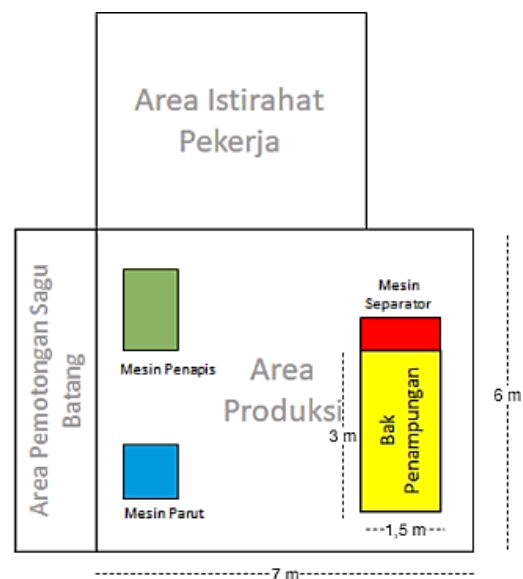 Area Istirahat
Pekerja
Area Pemotongan Sagu
Batang
Mesin Penapis
Mesin Parut
Area
Produksi
Mesin
Separator
Bak
Penampungan
3 m
1,5 m
6 m
7 m